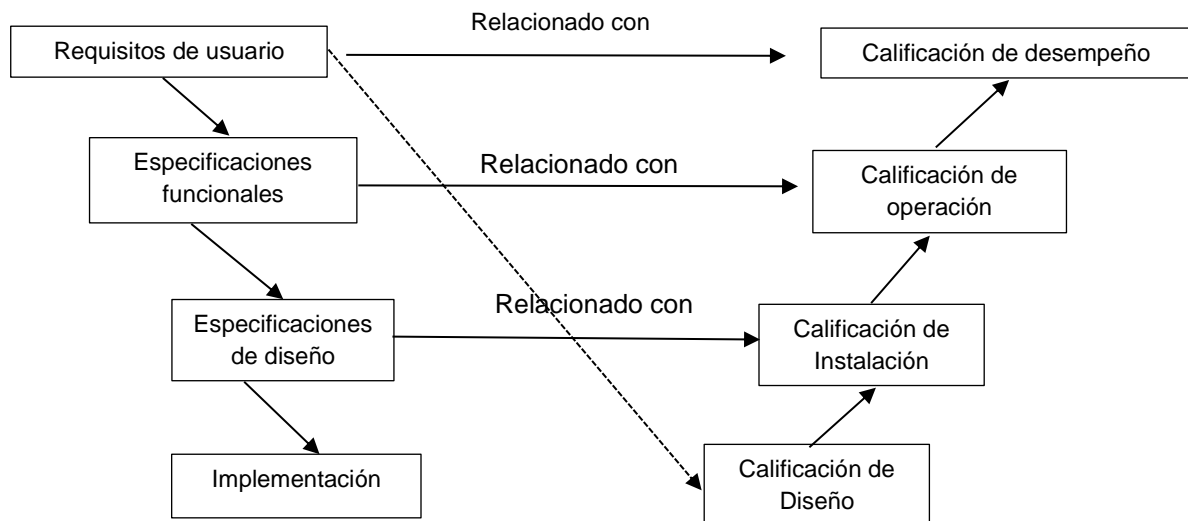 Relacionado con
Requisitos de usuario
Calificación de desempeño
Especificaciones
funcionales
Relacionado con
Calificación de
operación
Especificaciones
de diseño
Relacionado con
Calificación de
Instalación
Implementación
Calificación de
Diseño